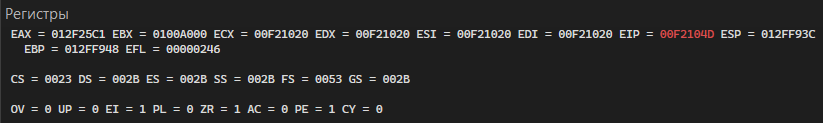 Регистры
EAX = 012F25C1 EBX = 0100A000 ECX = 00F21020 EDX = 00F21020 ESI = 00F21020 EDI = 00F21020 EIP = 00F2104D ESP = 012FF93C
EBP = 012FF948 EFL = 00000246
CS = 0023 DS = 002B ES = 002B SS = 002B FS = 0053 GS = 002B
OV = 0 UP = 0 EI = 1 PL = 0 ZR = 1 AC = 0 PE = 1 CY = 0